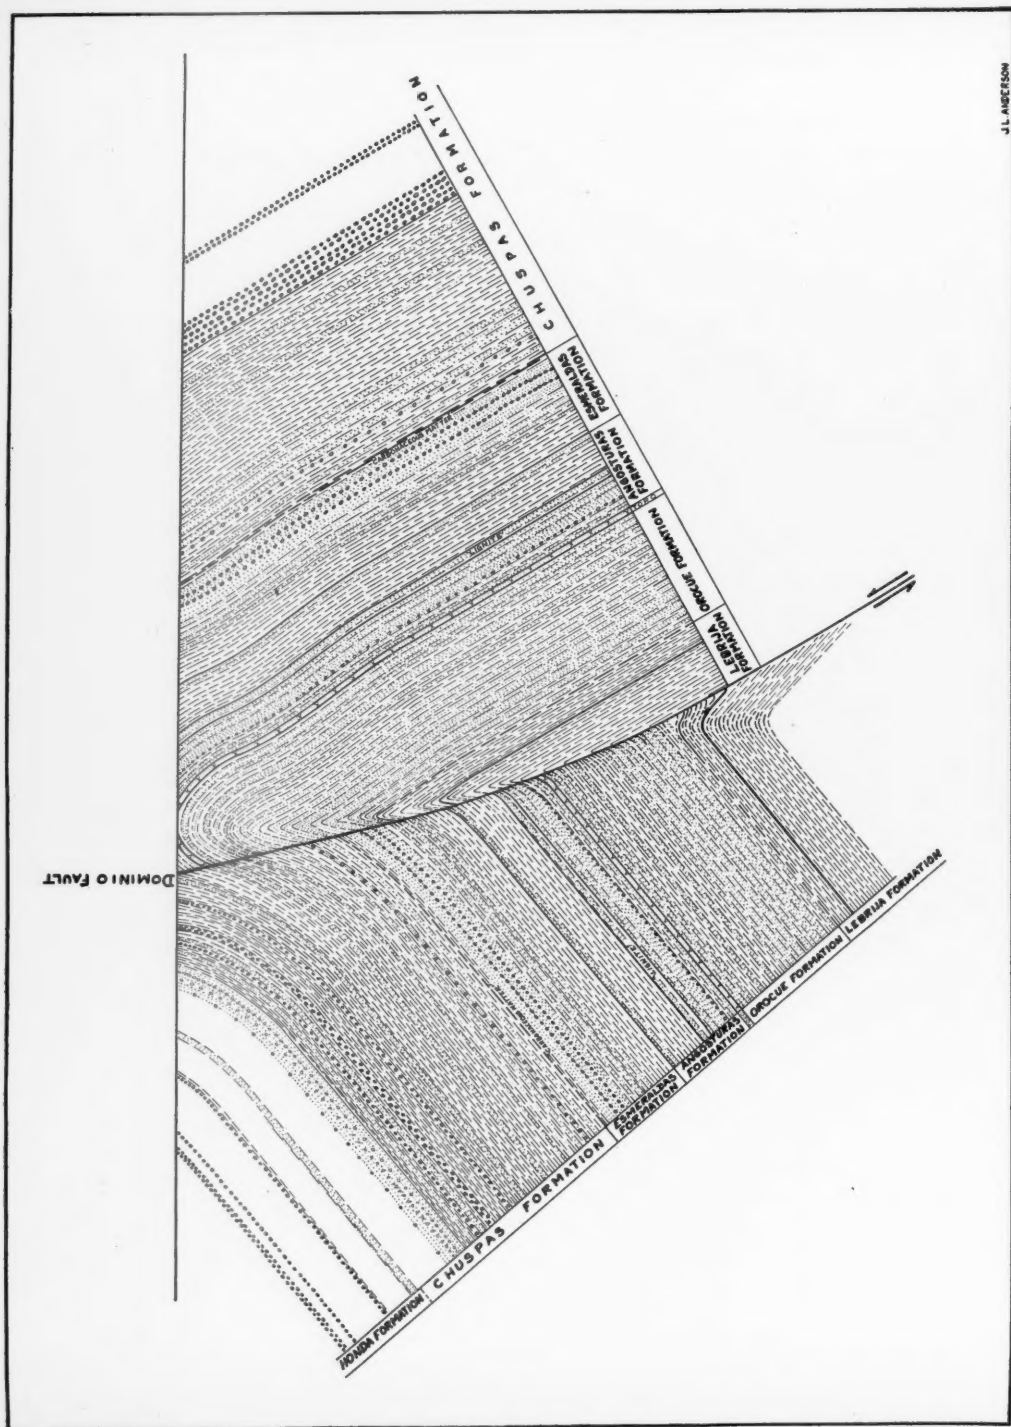 DOMINIO FAULT
CHUSPAS FORMATION
ESMERALDAS
FORMATION
ANGOSTURAS
FORMATION
OROCUE FORMATION
LEBRIJA
FORMATION
LIGNITE
HONDA FORMATION
CHUSPAS FORMATION
ESMERALDAS
FORMATION
ANGOSTURAS
FORMATION
OROCUE FORMATION
LEBRIJA FORMATION
LIGNITE
J.L. ANDERSON